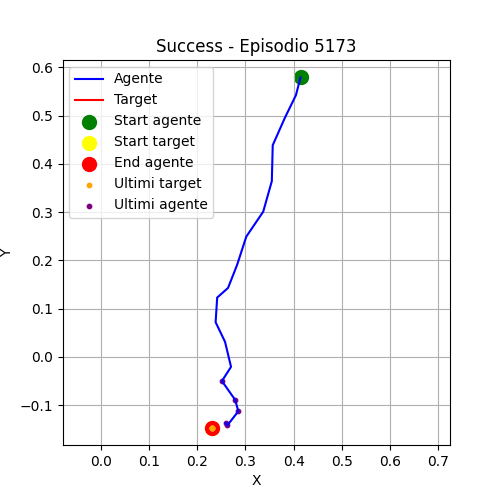 Success - Episodio 5173
Agente
Target
Start agente
Start target
End agente
Ultimi target
Ultimi agente
0.6
0.5
0.4
0.3
0.2
0.1
0.0
−0.1
Y
0.0 0.1 0.2 0.3 0.4 0.5 0.6 0.7
X